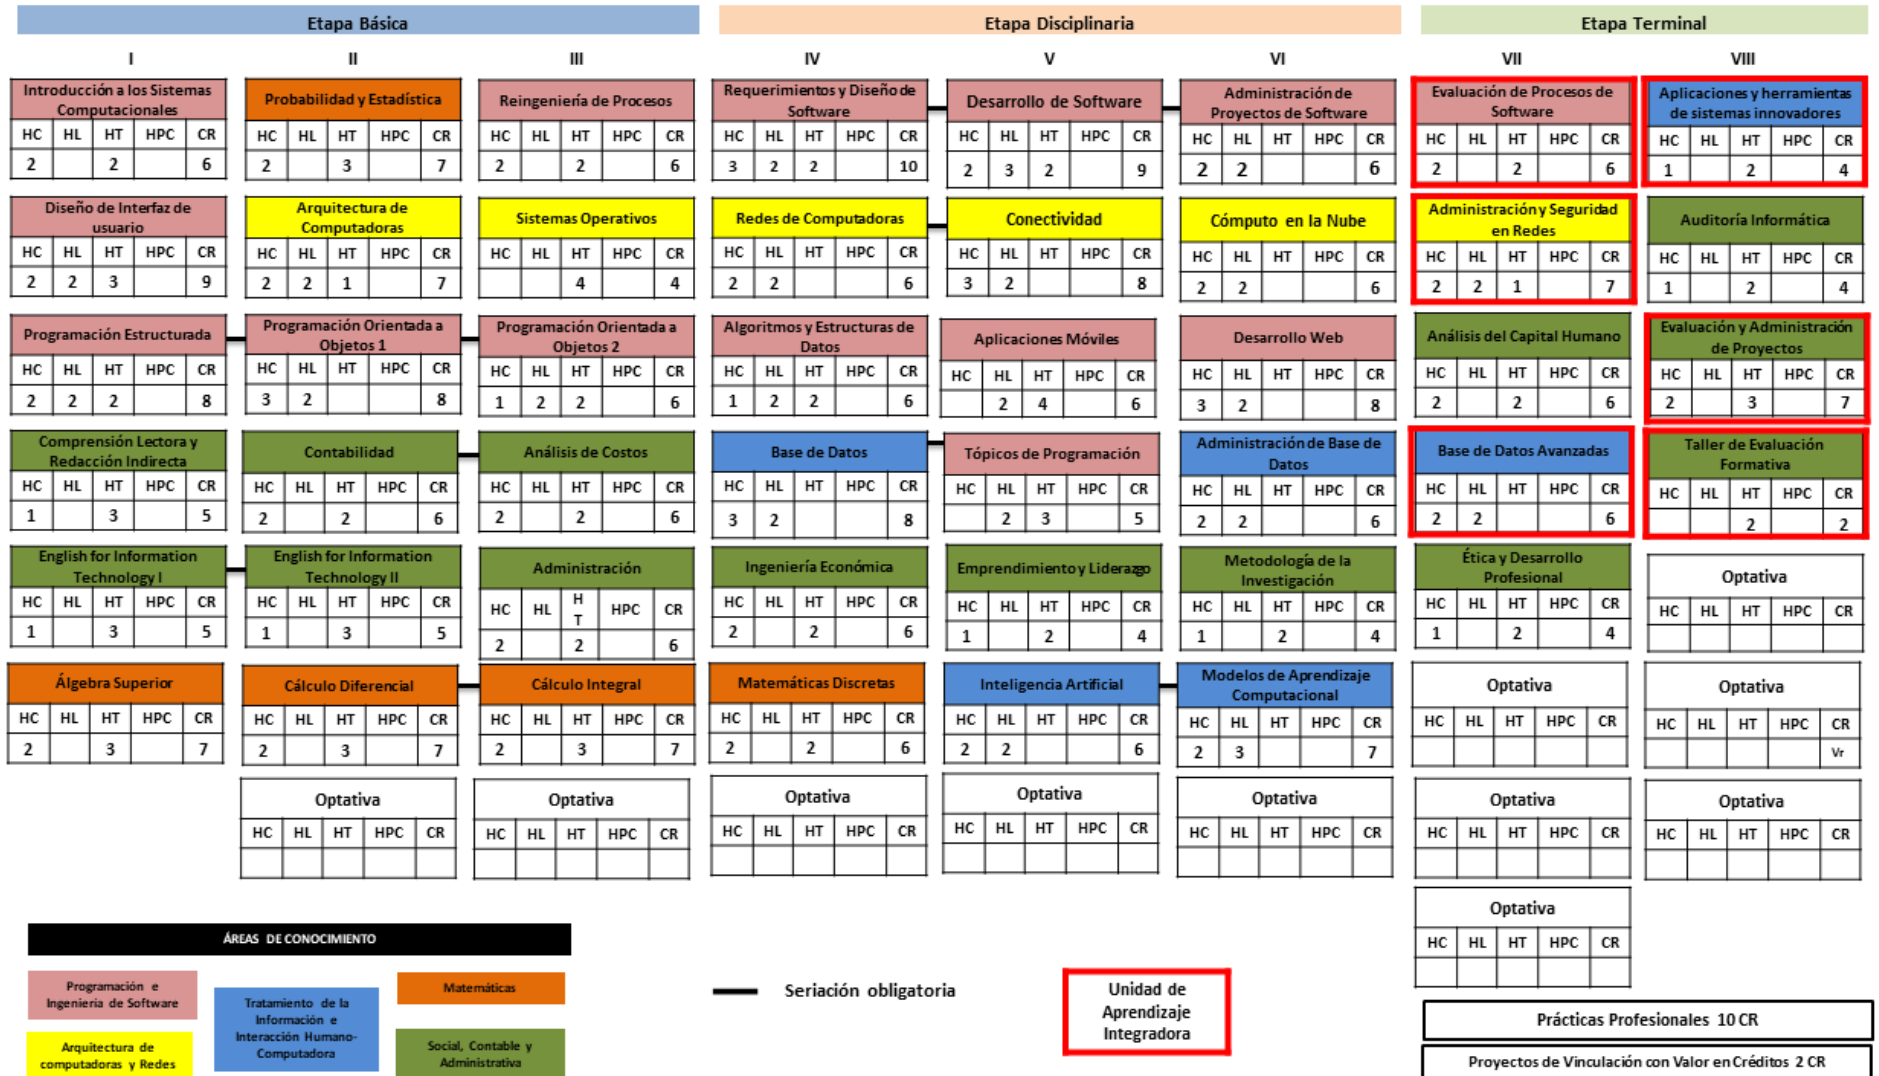 Etapa Básica Etapa Disciplinaria Etapa Terminal
I II III IV V VI VII VIII
Introducción a los Sistemas
Computacionales
HC HL HT HPC CR
2 2 6
Probabilidad y Estadística
HC HL HT HPC CR
2 3 7
Reingeniería de Procesos
HC HL HT HPC CR
2 2 6
Requerimientos y Diseño de
Software
HC HL HT HPC CR
3 2 2 10
Desarrollo de Software
HC HL HT HPC CR
2 3 2 9
Administración de
Proyectos de Software
HC HL HT HPC CR
2 2 6
Evaluación de Procesos de
Software
HC HL HT HPC CR
2 2 6
Aplicaciones y herramientas
de sistemas innovadores
HC HL HT HPC CR
1 2 4
Diseño de Interfaz de
usuario
HC HL HT HPC CR
2 2 3 9
Arquitectura de
Computadoras
HC HL HT HPC CR
2 2 1 7
Sistemas Operativos
HC HL HT HPC CR
4 4
Redes de Computadoras
HC HL HT HPC CR
2 2 6
Conectividad
HC HL HT HPC CR
3 2 8
Cómputo en la Nube
HC HL HT HPC CR
2 2 6
Administración y Seguridad
en Redes
HC HL HT HPC CR
2 2 1 7
Auditoría Informática
HC HL HT HPC CR
1 2 4
Programación Estructurada
HC HL HT HPC CR
2 2 2 8
Programación Orientada a
Objetos 1
HC HL HT HPC CR
3 2 8
Programación Orientada a
Objetos 2
HC HL HT HPC CR
1 2 2 6
Algoritmos y Estructuras de
Datos
HC HL HT HPC CR
1 2 2 6
Aplicaciones Móviles
HC HL HT HPC CR
2 4 6
Desarrollo Web
HC HL HT HPC CR
3 2 8
Análisis del Capital Humano
HC HL HT HPC CR
2 2 6
Evaluación y Administración
de Proyectos
HC HL HT HPC CR
2 3 7
Comprensión Lectora y
Redacción Indirecta
HC HL HT HPC CR
1 3 5
Contabilidad
HC HL HT HPC CR
2 2 6
Análisis de Costos
HC HL HT HPC CR
2 2 6
Base de Datos
HC HL HT HPC CR
3 2 8
Tópicos de Programación
HC HL HT HPC CR
2 3 5
Administración de Base de
Datos
HC HL HT HPC CR
2 2 6
Base de Datos Avanzadas
HC HL HT HPC CR
2 2 6
Taller de Evaluación
Formativa
HC HL HT HPC CR
2 2
English for Information
Technology I
HC HL HT HPC CR
1 3 5
English for Information
Technology II
HC HL HT HPC CR
1 3 5
Administración
HC HL H
T HPC CR
2 2 6
Ingeniería Económica
HC HL HT HPC CR
2 2 6
Emprendimiento y Liderazgo
HC HL HT HPC CR
1 2 4
Metodología de la
Investigación
HC HL HT HPC CR
1 2 4
Ética y Desarrollo
Profesional
HC HL HT HPC CR
1 2 4
Optativa
HC HL HT HPC CR
Álgebra Superior
HC HL HT HPC CR
2 3 7
Cálculo Diferencial
HC HL HT HPC CR
2 3 7
Cálculo Integral
HC HL HT HPC CR
2 3 7
Matemáticas Discretas
HC HL HT HPC CR
2 2 6
Inteligencia Artificial
HC HL HT HPC CR
2 2 6
Modelos de Aprendizaje
Computacional
HC HL HT HPC CR
2 3 7
Optativa
HC HL HT HPC CR
Optativa
HC HL HT HPC CR
Vr
Optativa
HC HL HT HPC CR
Optativa
HC HL HT HPC CR
Optativa
HC HL HT HPC CR
Optativa
HC HL HT HPC CR
Optativa
HC HL HT HPC CR
Optativa
HC HL HT HPC CR
Optativa
HC HL HT HPC CR
Optativa
HC HL HT HPC CR
ÁREAS DE CONOCIMIENTO
Programación e
Ingeniería de Software
Tratamiento de la
Información e
Interacción Humano-
Computadora
Matemáticas
Arquitectura de
computadoras y Redes
Social, Contable y
Administrativa
Seriación obligatoria
Unidad de
Aprendizaje
Integradora
Prácticas Profesionales 10 CR
Proyectos de Vinculación con Valor en Créditos 2 CR